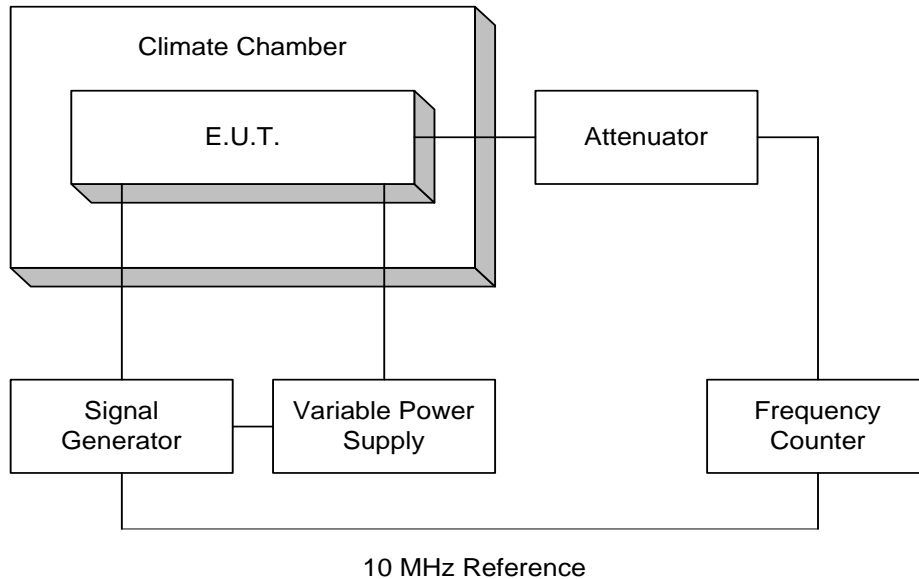 Climate Chamber
E.U.T.
Attenuator
Signal
Generator
Variable Power
Supply
Frequency
Counter
10 MHz Reference